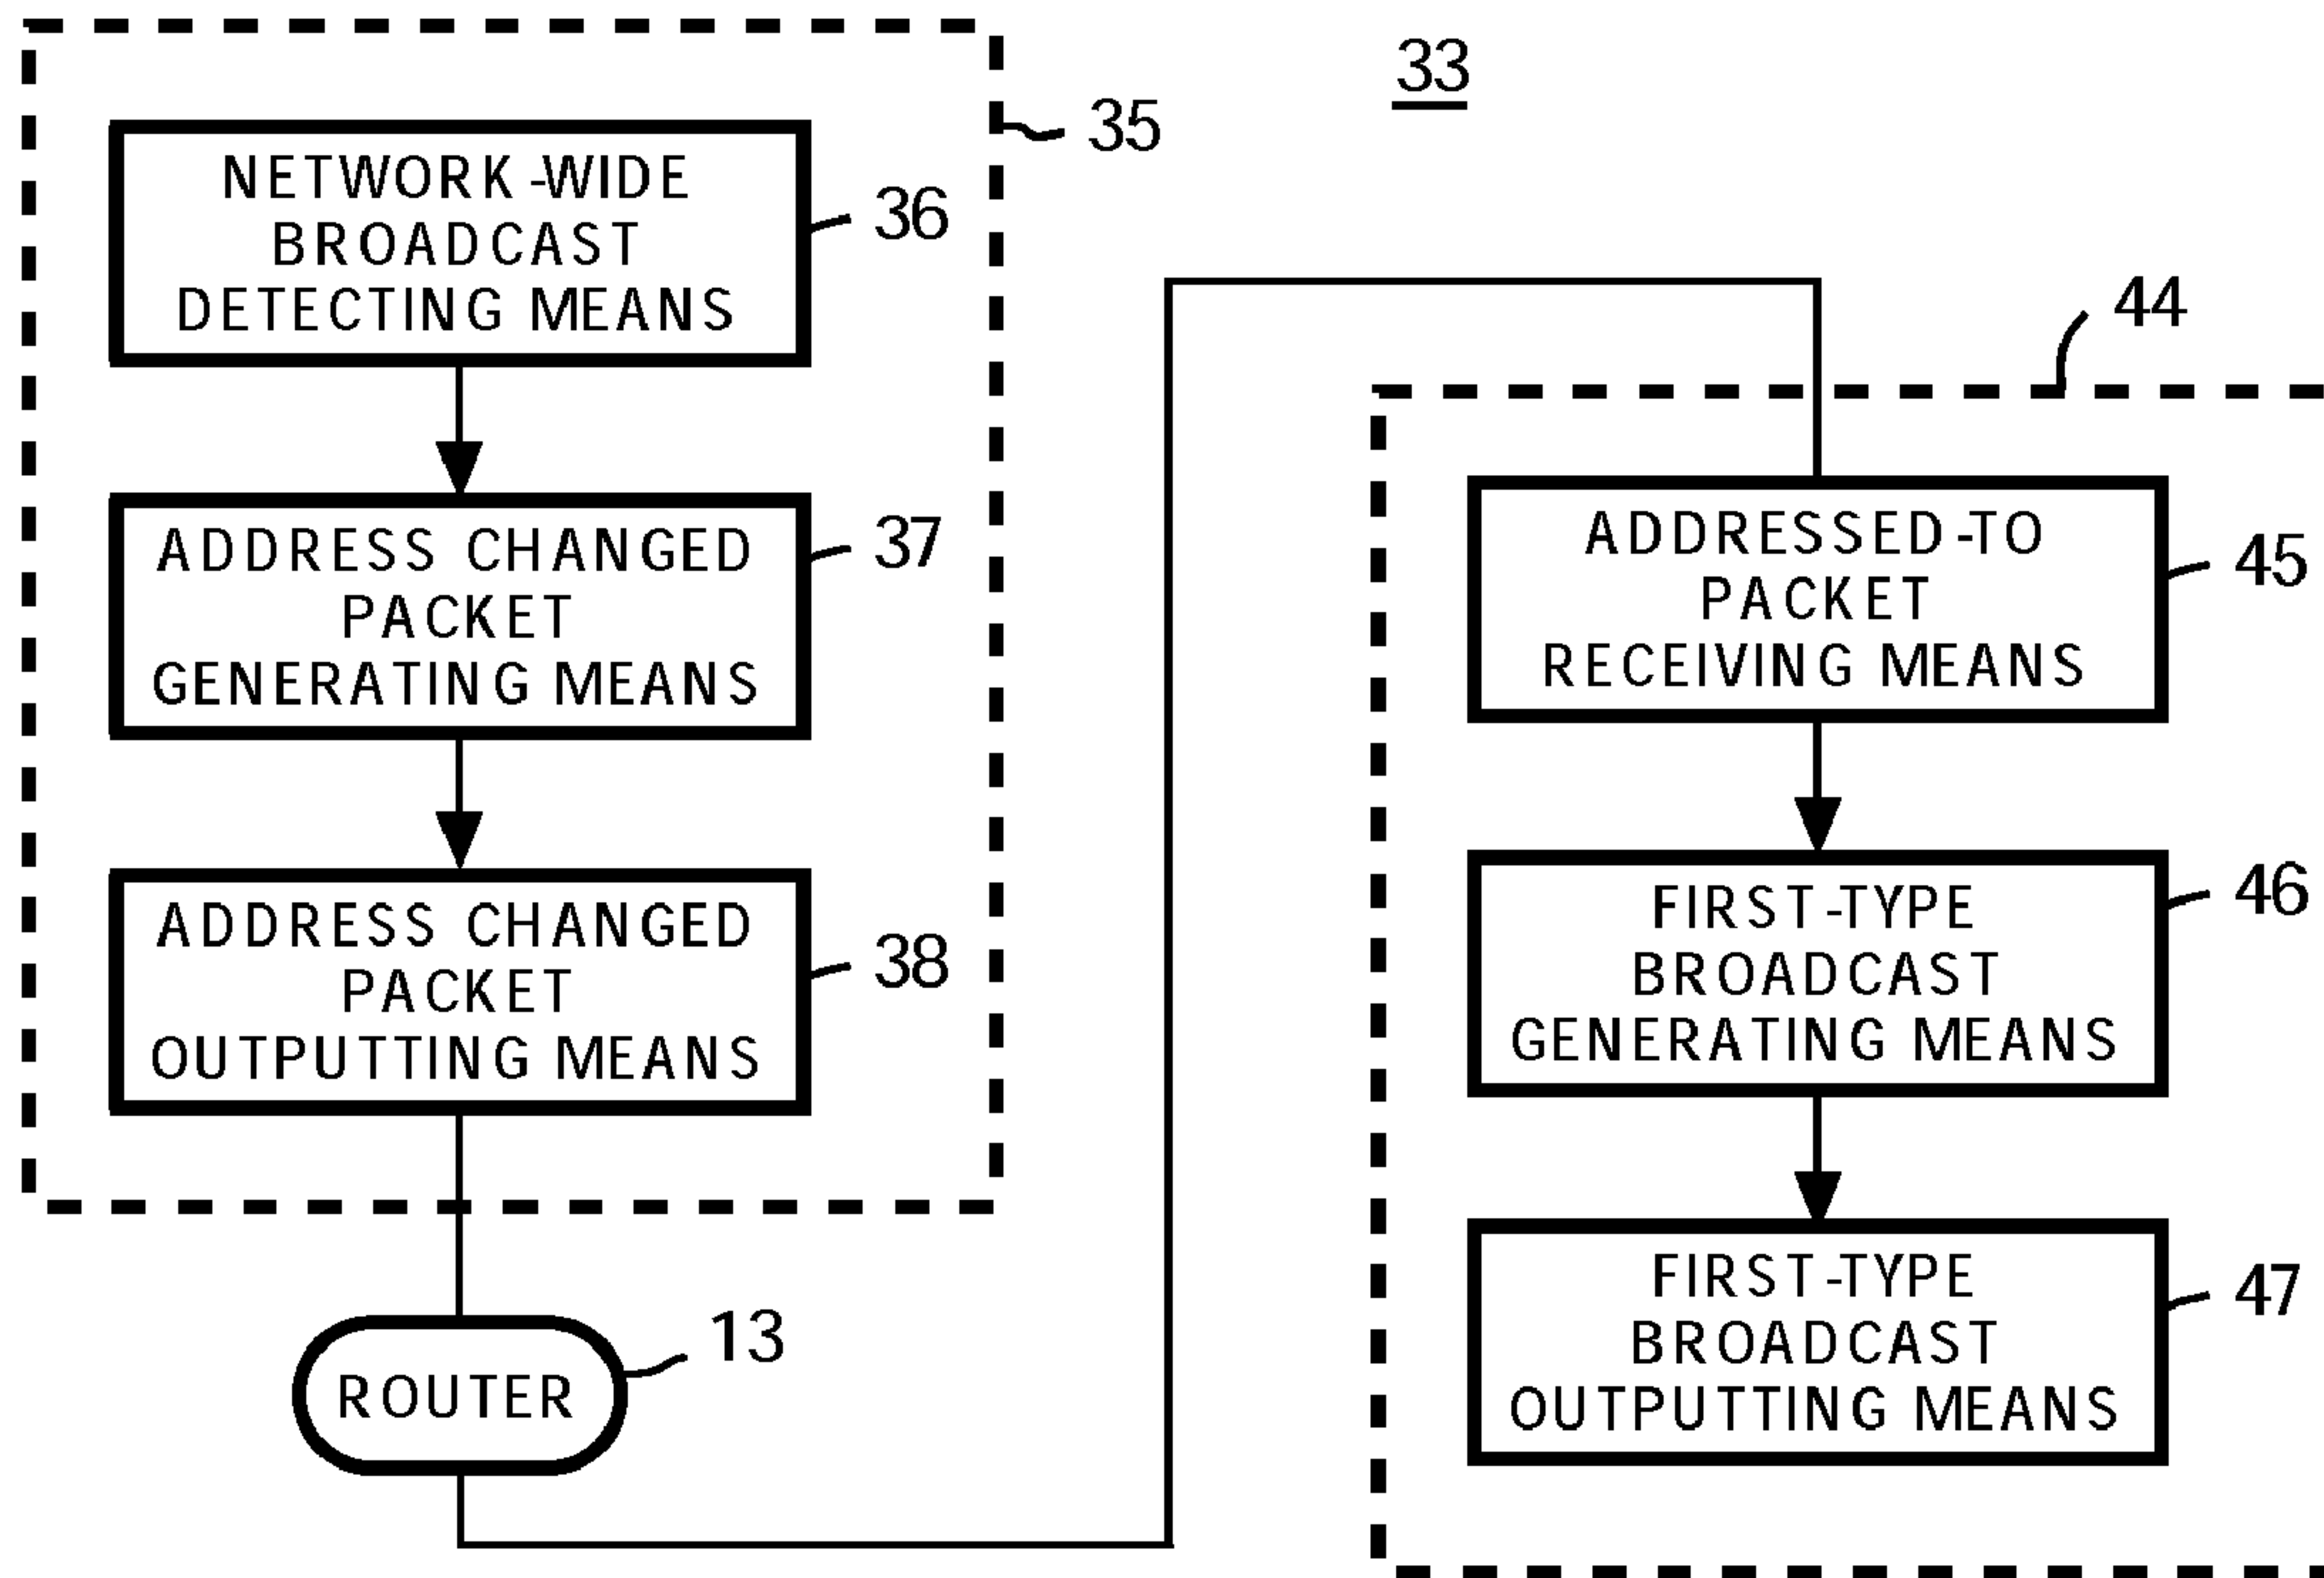 33
35
NETWORK-WIDE
BROADCAST
DETECTING MEANS
36
ADDRESS CHANGED
PACKET
GENERATING MEANS
37
ADDRESS CHANGED
PACKET
OUTPUTTING MEANS
38
ROUTER
13
44
ADDRESSED-TO
PACKET
RECEIVING MEANS
45
FIRST-TYPE
BROADCAST
GENERATING MEANS
46
FIRST-TYPE
BROADCAST
OUTPUTTING MEANS
47